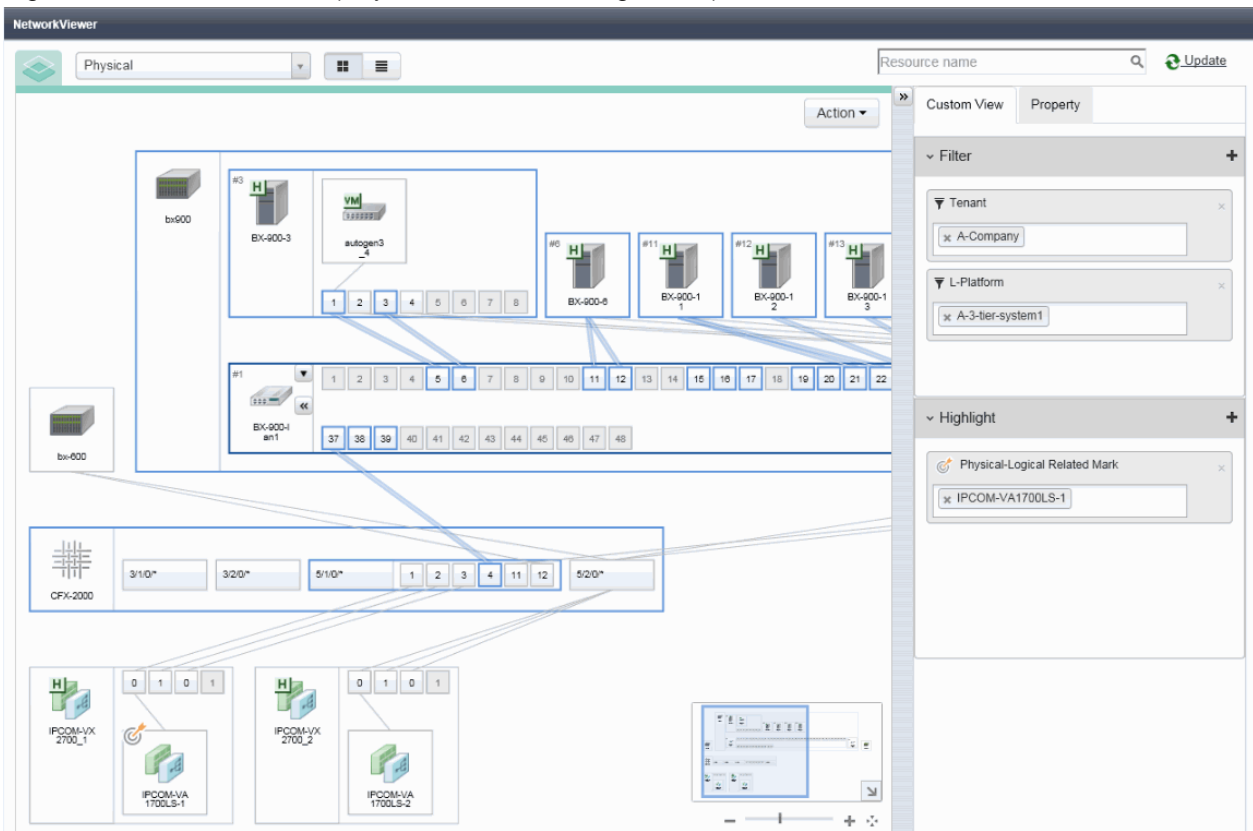 NetworkViewer
Physical
Resource name
Update
Action
Custom View Property
Filter
Tenant
A-Company
L-Platform
A-3-tier-system1
Highlight
Physical-Logical Related Mark
IPCOM-VA1700LS-1
bx900
#3
H
BX-900-3
VM
autogen3
_4
1 2 3 4 5 6 7 8
#6
H
BX-900-6
#11
H
BX-900-1
1
#12
H
BX-900-1
2
#13
H
BX-900-1
3
#1
BX-900-l
an1
1 2 3 4 5 6 7 8 9 10 11 12 13 14 15 16 17 18 19 20 21 22
37 38 39 40 41 42 43 44 45 46 47 48
bx-600
CFX-2000
3/1/0/*
3/2/0/*
5/1/0/*
1 2 3 4 11 12
5/2/0/*
H
IPCOM-VX
2700_1
0 1 0 1
IPCOM-VA
1700LS-1
H
IPCOM-VX
2700_2
0 1 0 1
IPCOM-VA
1700LS-2